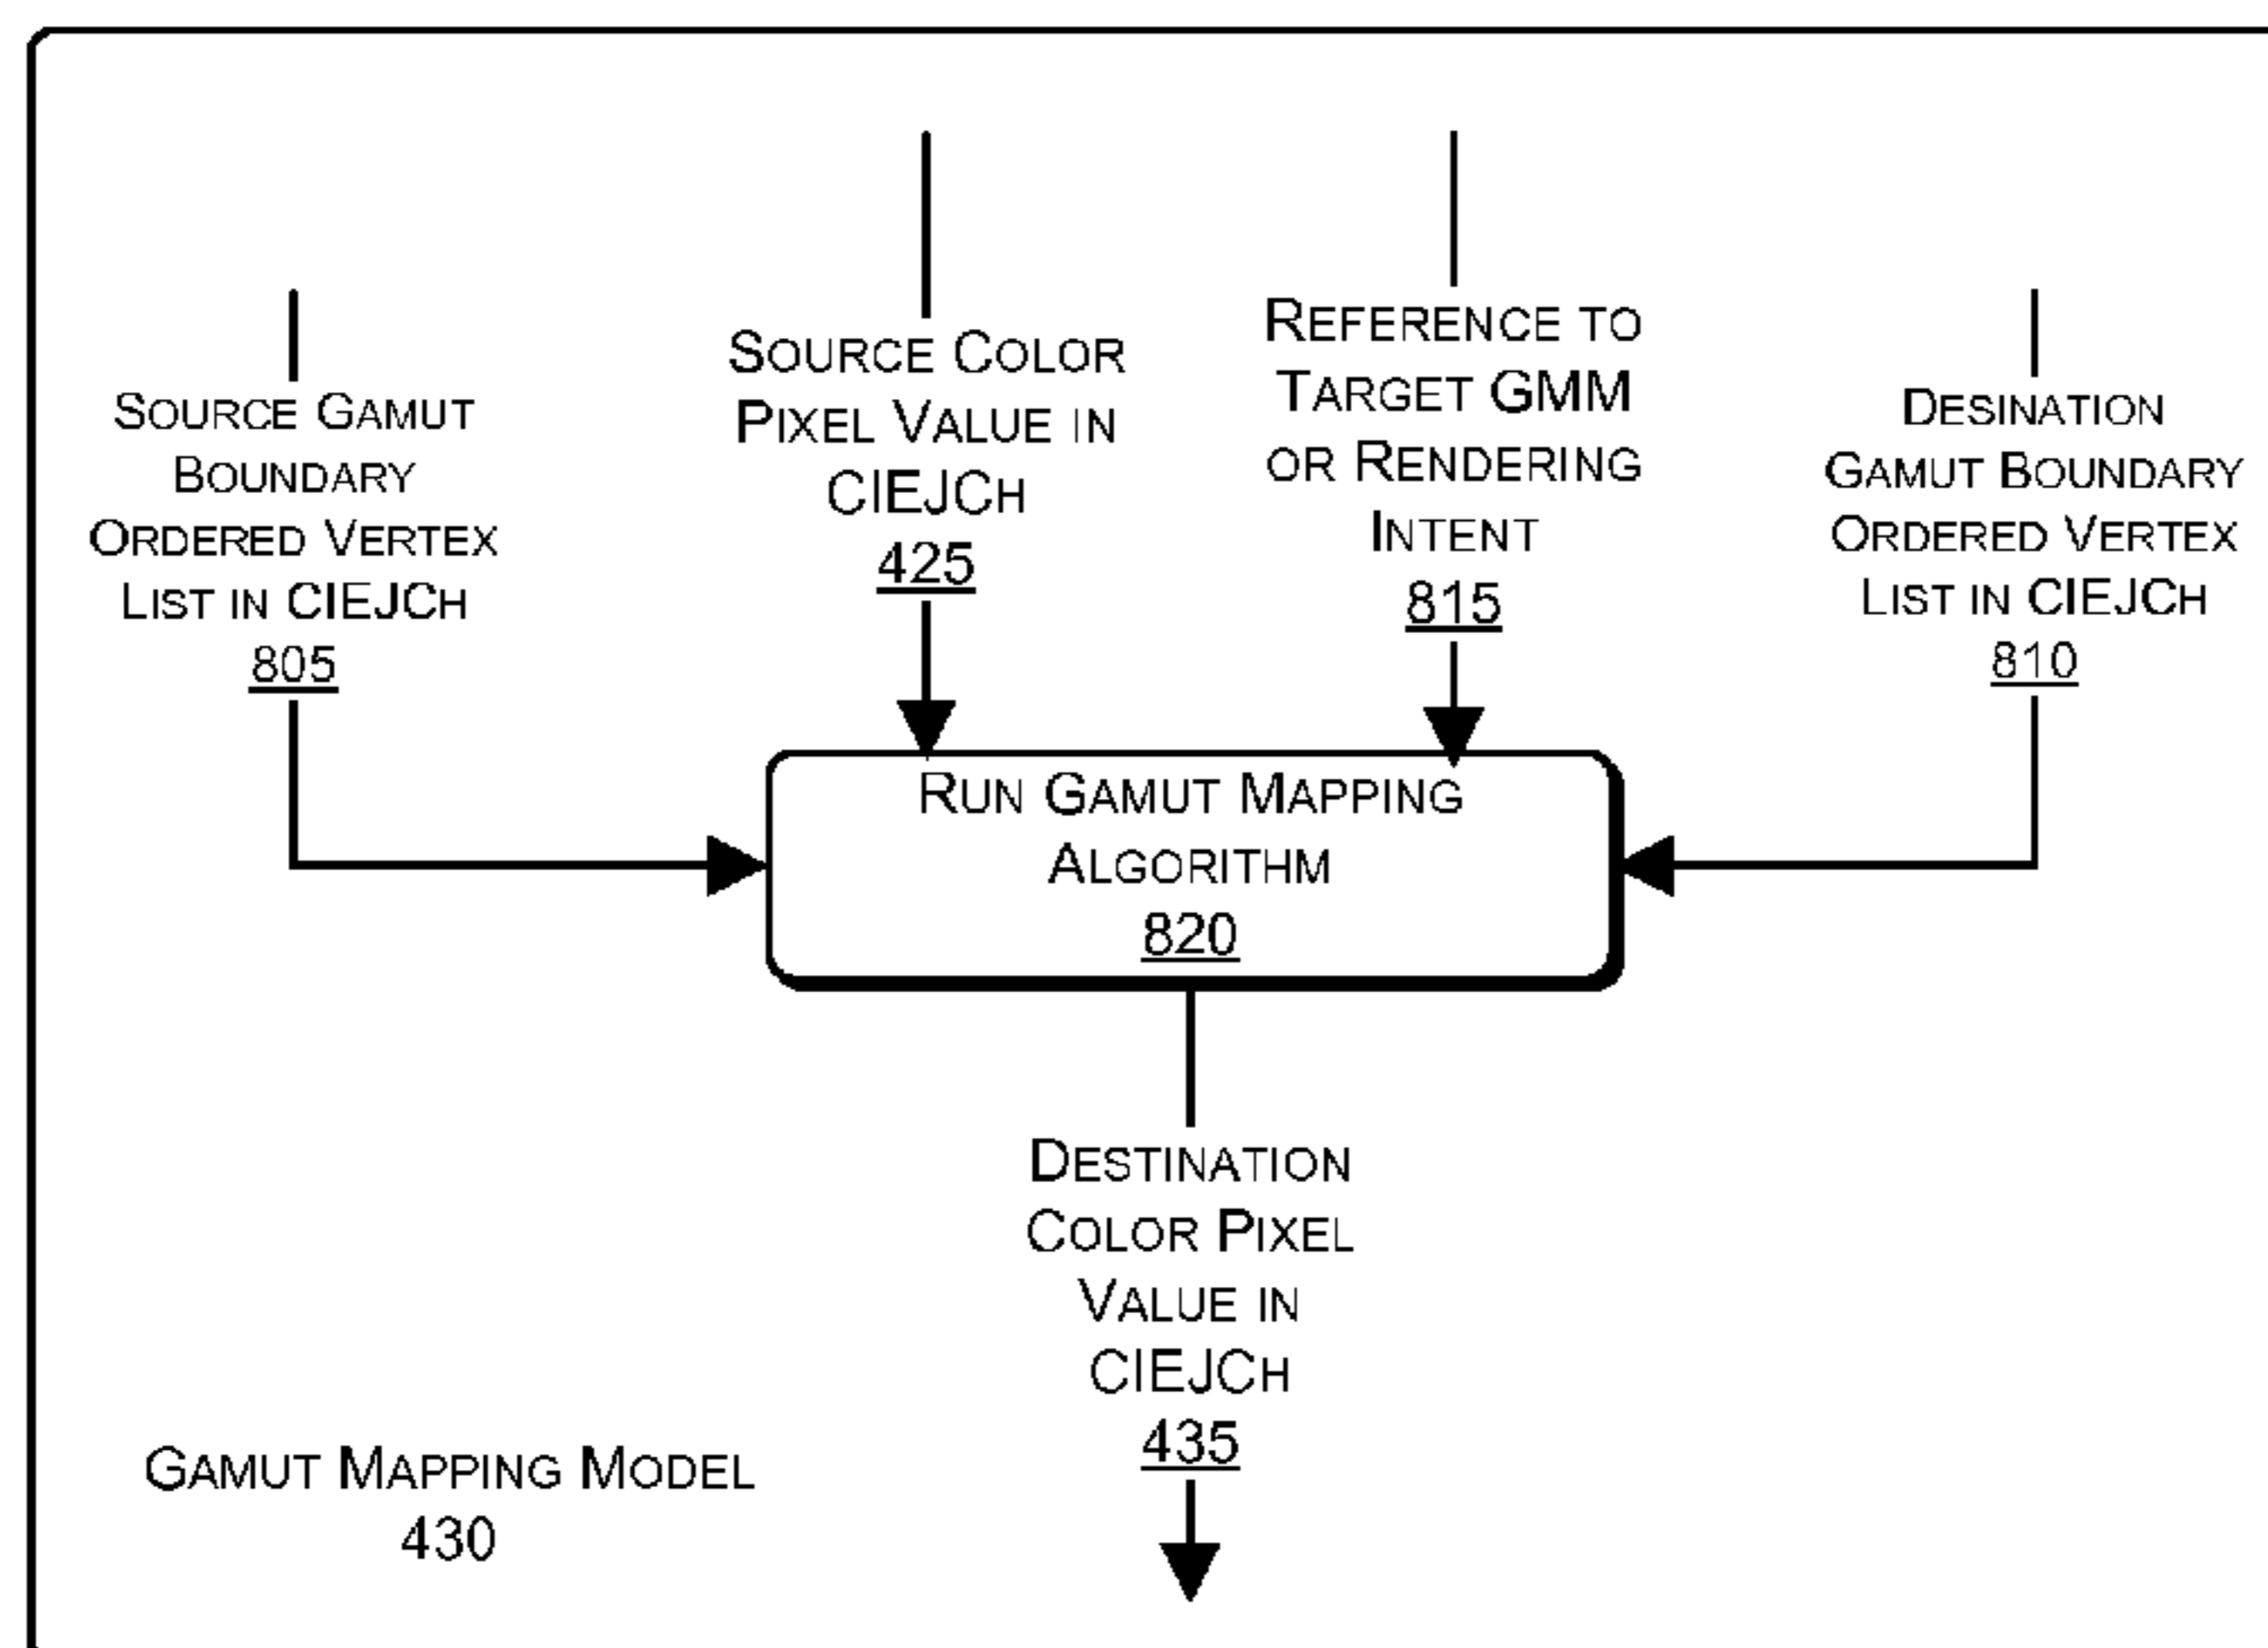 Source Gamut
Boundary
Ordered Vertex
List in CIEJCh
805
Source Color
Pixel Value in
CIEJCh
425
Reference to
Target GMM
or Rendering
Intent
815
Desination
Gamut Boundary
Ordered Vertex
List in CIEJCh
810
Run Gamut Mapping
Algorithm
820
Destination
Color Pixel
Value in
CIEJCh
435
Gamut Mapping Model
430